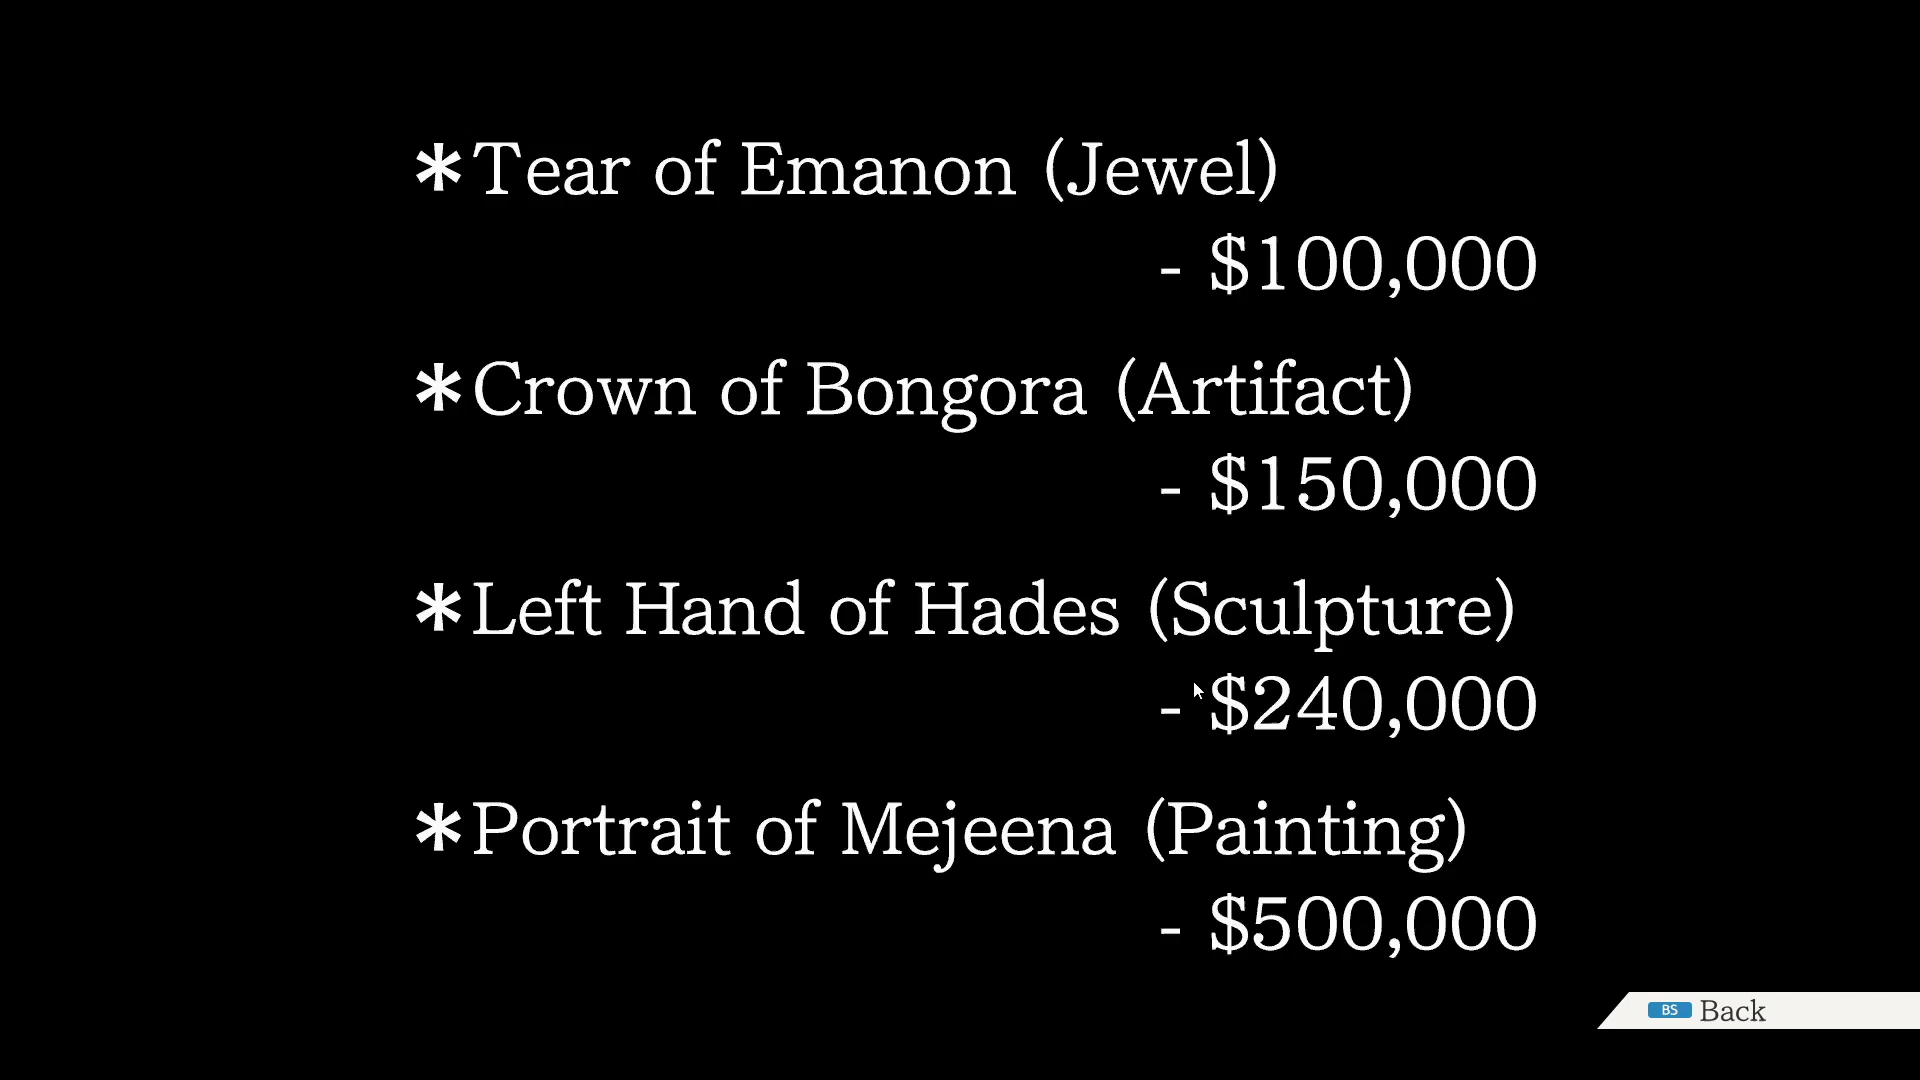 *Tear of Emanon (Jewel)
- $100,000
*Crown of Bongora (Artifact)
- $150,000
*Left Hand of Hades (Sculpture)
- $240,000
*Portrait of Mejeena (Painting)
- $500,000
BS Back